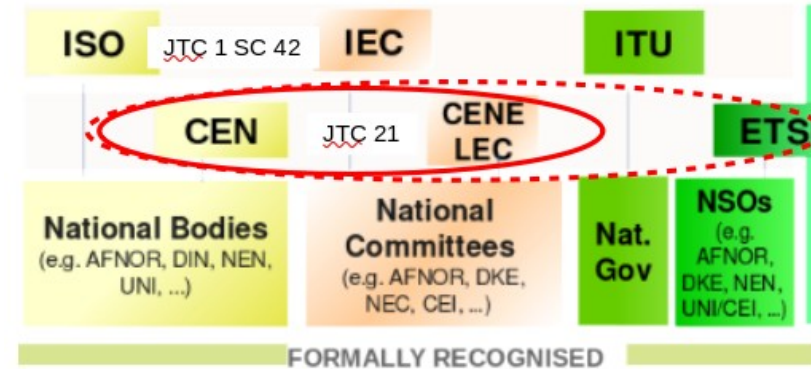 ISO JTC 1 SC 42 IEC ITU
CEN JTC 21 CENE
LEC ETS
National Bodies
(e.g. AFNOR, DIN, NEN,
UNI, ...)
National
Committees
(e.g. AFNOR, DKE,
NEC, CEI, ...)
Nat.
Gov
NSOs
(e.g.
AFNOR,
DKE, NEN,
UNI/CEI, ...)
FORMALLY RECOGNISED